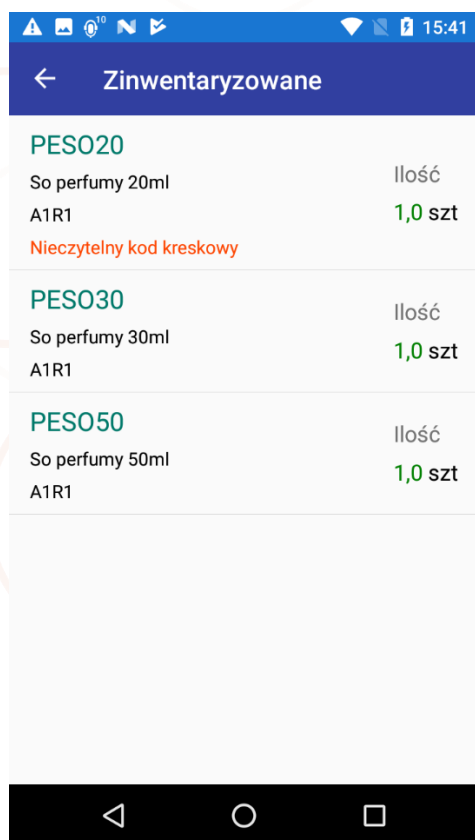 15:41
Zinwentaryzowane
PESO20
So perfumy 20ml
A1R1
Nieczytelny kod kreskowy
Ilość
1,0 szt
PESO30
So perfumy 30ml
A1R1
Ilość
1,0 szt
PESO50
So perfumy 50ml
A1R1
Ilość
1,0 szt